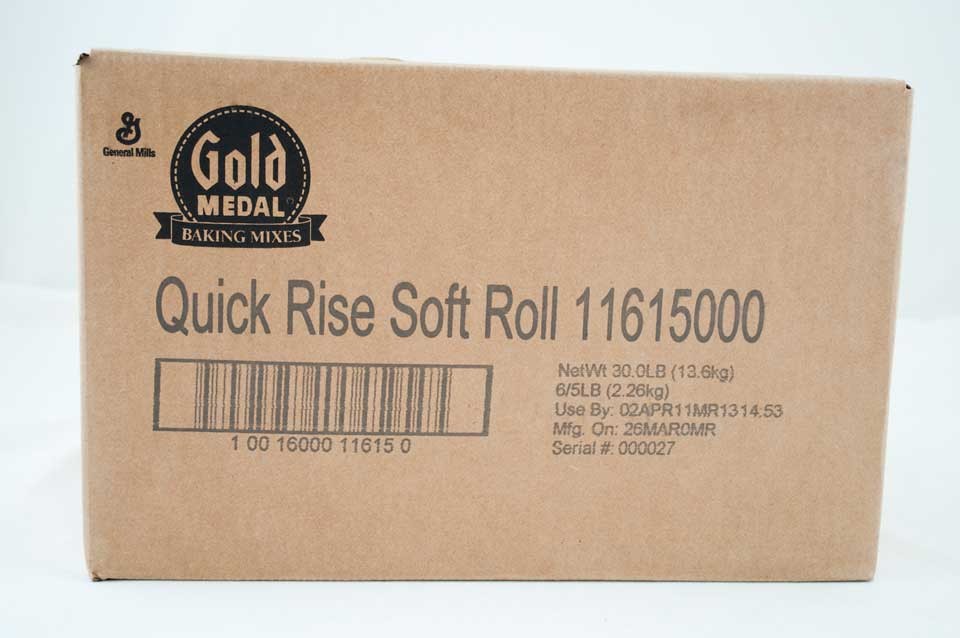 General Mills
Gold
MEDAL
BAKING MIXES
Quick Rise Soft Roll 11615000
1 00 16000 11615 0
NetWt 30.0LB (13.6kg)
6/5LB (2.26kg)
Use By: 02APR11MR1314.53
Mfg. On: 26MAR0MR
Serial #: 000027